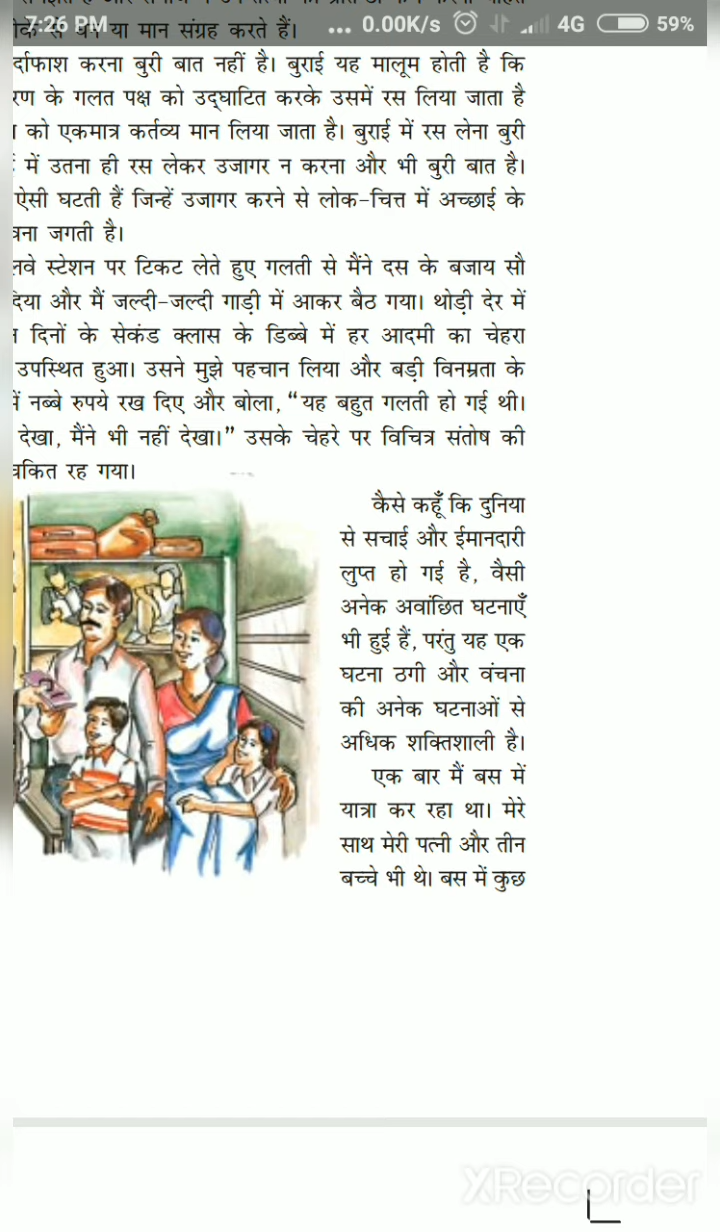 7:26 PM ... 0.00K/s 4G 59%
या मान संग्रह करते हैं।
र्दाफाश करना बुरी बात नहीं है। बुराई यह मालूम होती है कि
रण के गलत पक्ष को उद्घाटित करके उसमें रस लिया जाता है
को एकमात्र कर्तव्य मान लिया जाता है। बुराई में रस लेना बुरी
में उतना ही रस लेकर उजागर न करना और भी बुरी बात है।
ऐसी घटती हैं जिन्हें उजागर करने से लोक-चित्त में अच्छाई के
वना जगती है।
लवे स्टेशन पर टिकट लेते हुए गलती से मैंने दस के बजाय सौ
दिया और मैं जल्दी-जल्दी गाड़ी में आकर बैठ गया। थोड़ी देर में
दिनों के सेकंड क्लास के डिब्बे में हर आदमी का चेहरा
उपस्थित हुआ। उसने मुझे पहचान लिया और बड़ी विनम्रता के
में नब्बे रुपये रख दिए और बोला, “यह बहुत गलती हो गई थी।
देखा, मैंने भी नहीं देखा।” उसके चेहरे पर विचित्र संतोष की
चकित रह गया।
कैसे कहूँ कि दुनिया
से सचाई और ईमानदारी
लुप्त हो गई है, वैसी
अनेक अवांछित घटनाएँ
भी हुई हैं, परंतु यह एक
घटना ठगी और वंचना
की अनेक घटनाओं से
अधिक शक्तिशाली है।
एक बार मैं बस में
यात्रा कर रहा था। मेरे
साथ मेरी पत्नी और तीन
बच्चे भी थे। बस में कुछ
XRecorder